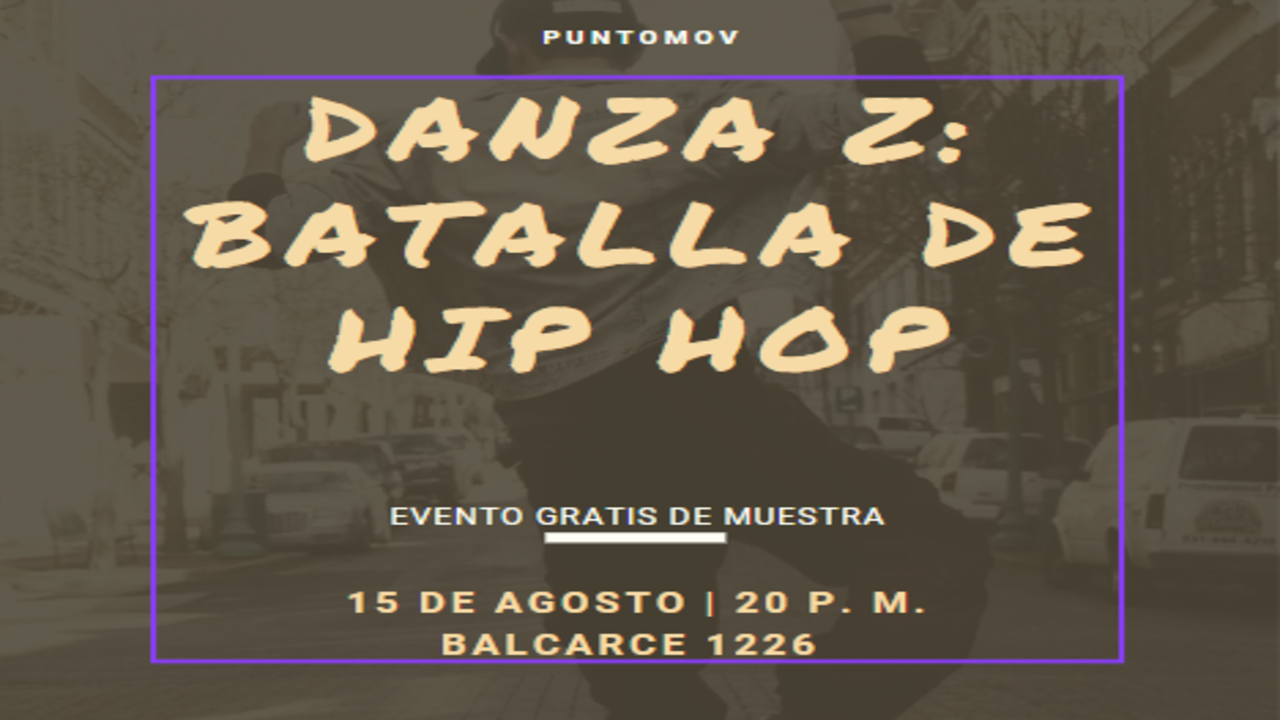 PUNTOMOV
DANZA Z:
BATALLA DE
HIP HOP
EVENTO GRATIS DE MUESTRA
15 DE AGOSTO | 20 P. M.
BALCARCE 1226